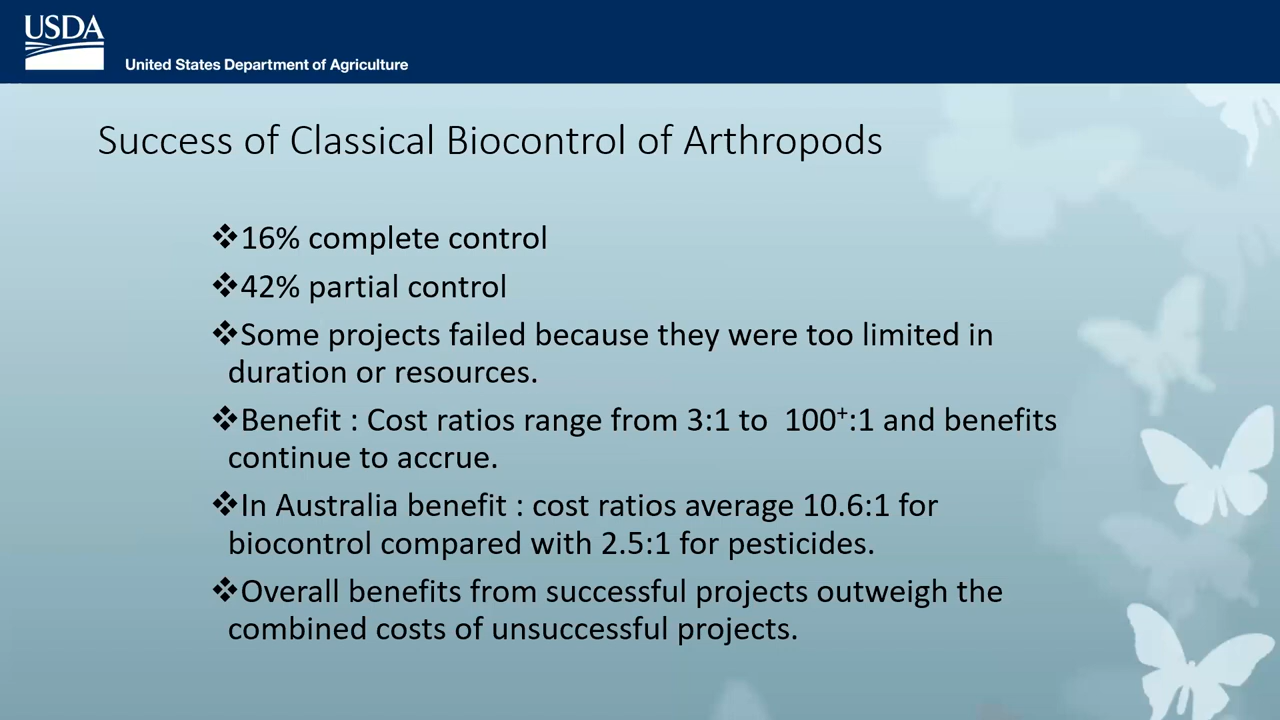 USDA
United States Department of Agriculture
Success of Classical Biocontrol of Arthropods
❖16% complete control
❖42% partial control
❖Some projects failed because they were too limited in
duration or resources.
❖Benefit : Cost ratios range from 3:1 to  100⁺:1 and benefits
continue to accrue.
❖In Australia benefit : cost ratios average 10.6:1 for
biocontrol compared with 2.5:1 for pesticides.
❖Overall benefits from successful projects outweigh the
combined costs of unsuccessful projects.